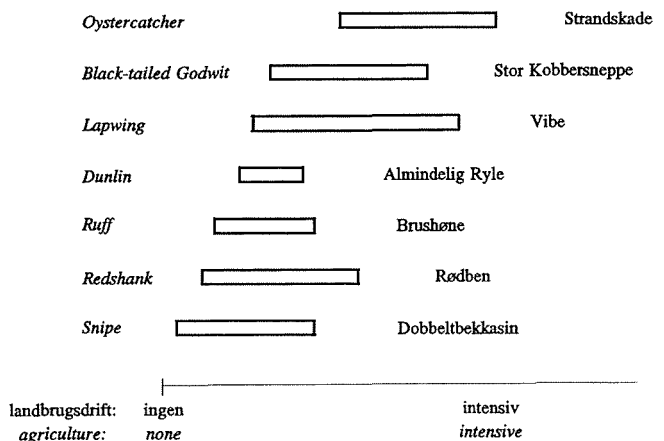 Oystercatcher Strandskade
Black-tailed Godwit Stor Kobbersneppe
Lapwing Vibe
Dunlin Almindelig Ryle
Ruff Brushøne
Redshank Rødben
Snipe Dobbeltbekkasin
landbrugsdrift: ingen intensiv
agriculture: none intensive